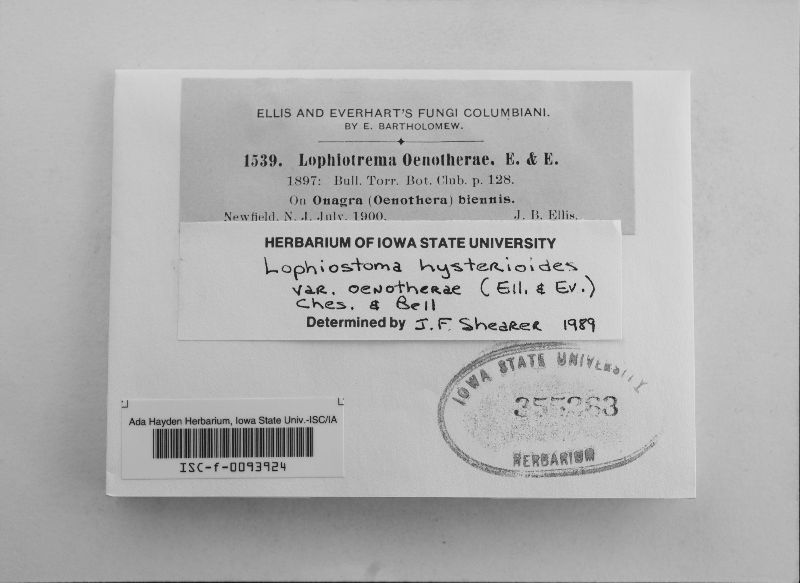 ELLIS AND EVERHART'S FUNGI COLUMBIANI.
BY E. BARTHOLOMEW.
1539. Lophiotrema Oenotherae, E. & E.
1897: Bull. Torr. Bot. Club. p. 128.
On Onagra (Oenothera) biennis.
Newfield, N. J. July, 1900. J. B. Ellis.
HERBARIUM OF IOWA STATE UNIVERSITY
Lophiostoma hysterioides
var. oenotherae (Ell. & Ev.)
Ches. & Bell
Determined by J.F. Shearer 1989
IOWA STATE UNIVERSITY
HERBARIUM
Ada Hayden Herbarium, Iowa State Univ.-ISC/IA
ISC-f-0093924